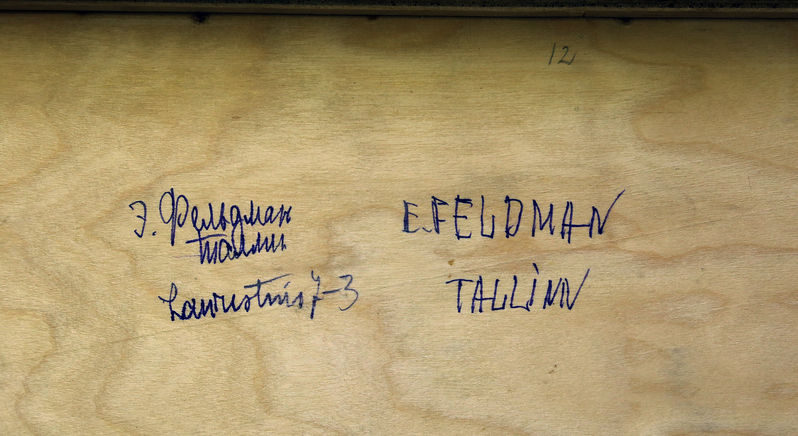 12
Э. Фельдман
Таллин
Lauristini 7-3
E. FELDMAN
TALLINN